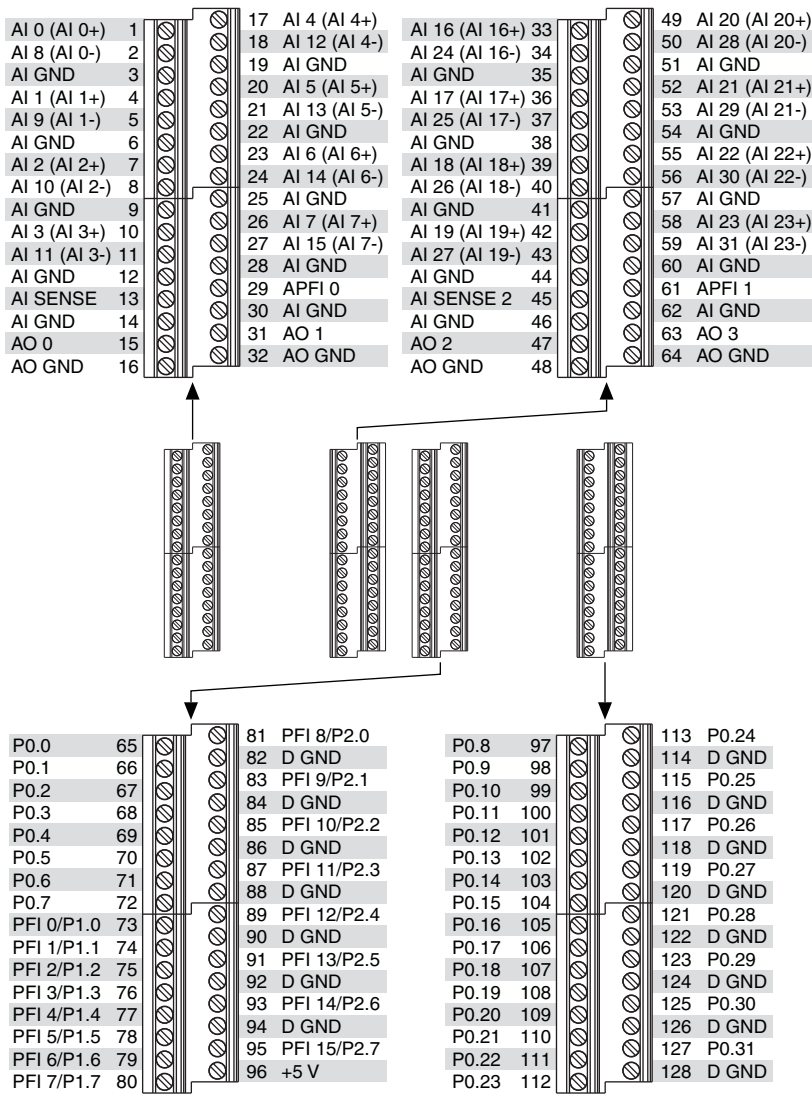 AI 0 (AI 0+) 1
AI 8 (AI 0-) 2
AI GND 3
AI 1 (AI 1+) 4
AI 9 (AI 1-) 5
AI GND 6
AI 2 (AI 2+) 7
AI 10 (AI 2-) 8
AI GND 9
AI 3 (AI 3+) 10
AI 11 (AI 3-) 11
AI GND 12
AI SENSE 13
AI GND 14
AO 0 15
AO GND 16
17 AI 4 (AI 4+)
18 AI 12 (AI 4-)
19 AI GND
20 AI 5 (AI 5+)
21 AI 13 (AI 5-)
22 AI GND
23 AI 6 (AI 6+)
24 AI 14 (AI 6-)
25 AI GND
26 AI 7 (AI 7+)
27 AI 15 (AI 7-)
28 AI GND
29 APFI 0
30 AI GND
31 AO 1
32 AO GND
AI 16 (AI 16+) 33
AI 24 (AI 16-) 34
AI GND 35
AI 17 (AI 17+) 36
AI 25 (AI 17-) 37
AI GND 38
AI 18 (AI 18+) 39
AI 26 (AI 18-) 40
AI GND 41
AI 19 (AI 19+) 42
AI 27 (AI 19-) 43
AI GND 44
AI SENSE 2 45
AI GND 46
AO 2 47
AO GND 48
49 AI 20 (AI 20+)
50 AI 28 (AI 20-)
51 AI GND
52 AI 21 (AI 21+)
53 AI 29 (AI 21-)
54 AI GND
55 AI 22 (AI 22+)
56 AI 30 (AI 22-)
57 AI GND
58 AI 23 (AI 23+)
59 AI 31 (AI 23-)
60 AI GND
61 APFI 1
62 AI GND
63 AO 3
64 AO GND
P0.0 65
P0.1 66
P0.2 67
P0.3 68
P0.4 69
P0.5 70
P0.6 71
P0.7 72
PFI 0/P1.0 73
PFI 1/P1.1 74
PFI 2/P1.2 75
PFI 3/P1.3 76
PFI 4/P1.4 77
PFI 5/P1.5 78
PFI 6/P1.6 79
PFI 7/P1.7 80
81 PFI 8/P2.0
82 D GND
83 PFI 9/P2.1
84 D GND
85 PFI 10/P2.2
86 D GND
87 PFI 11/P2.3
88 D GND
89 PFI 12/P2.4
90 D GND
91 PFI 13/P2.5
92 D GND
93 PFI 14/P2.6
94 D GND
95 PFI 15/P2.7
96 +5 V
P0.8 97
P0.9 98
P0.10 99
P0.11 100
P0.12 101
P0.13 102
P0.14 103
P0.15 104
P0.16 105
P0.17 106
P0.18 107
P0.19 108
P0.20 109
P0.21 110
P0.22 111
P0.23 112
113 P0.24
114 D GND
115 P0.25
116 D GND
117 P0.26
118 D GND
119 P0.27
120 D GND
121 P0.28
122 D GND
123 P0.29
124 D GND
125 P0.30
126 D GND
127 P0.31
128 D GND